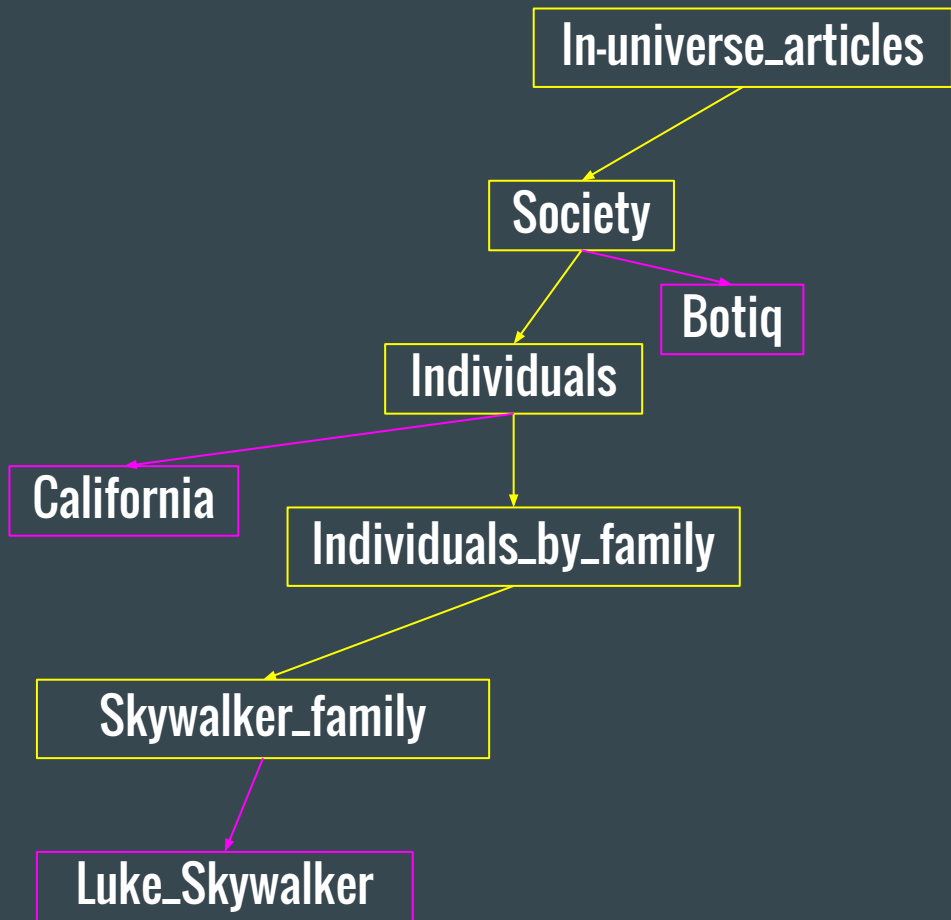 In-universe_articles
Society
Botiq
Individuals
California
Individuals_by_family
Skywalker_family
Luke_Skywalker